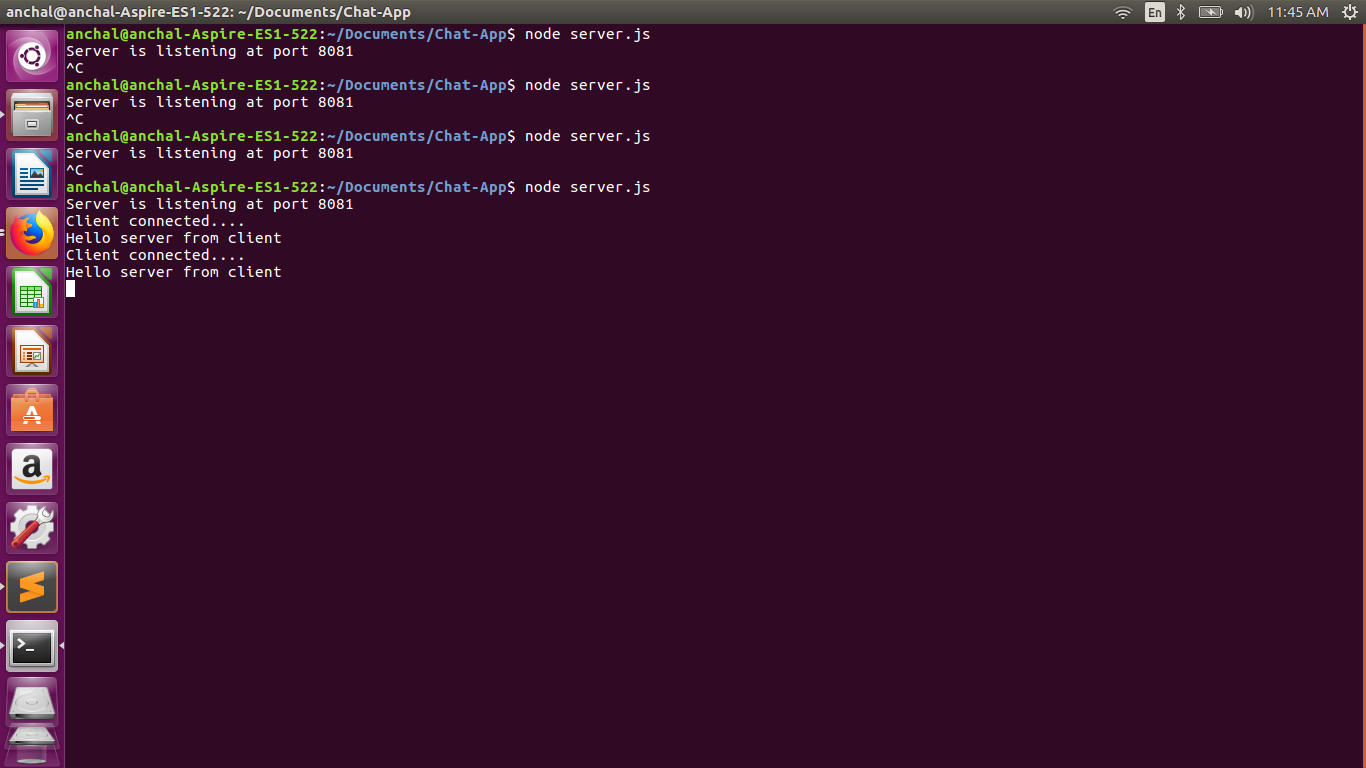 anchal@anchal-Aspire-ES1-522: ~/Documents/Chat-App
En
11:45 AM
anchal@anchal-Aspire-ES1-522:~/Documents/Chat-App$ node server.js
Server is listening at port 8081
^C
anchal@anchal-Aspire-ES1-522:~/Documents/Chat-App$ node server.js
Server is listening at port 8081
^C
anchal@anchal-Aspire-ES1-522:~/Documents/Chat-App$ node server.js
Server is listening at port 8081
^C
anchal@anchal-Aspire-ES1-522:~/Documents/Chat-App$ node server.js
Server is listening at port 8081
Client connected....
Hello server from client
Client connected....
Hello server from client